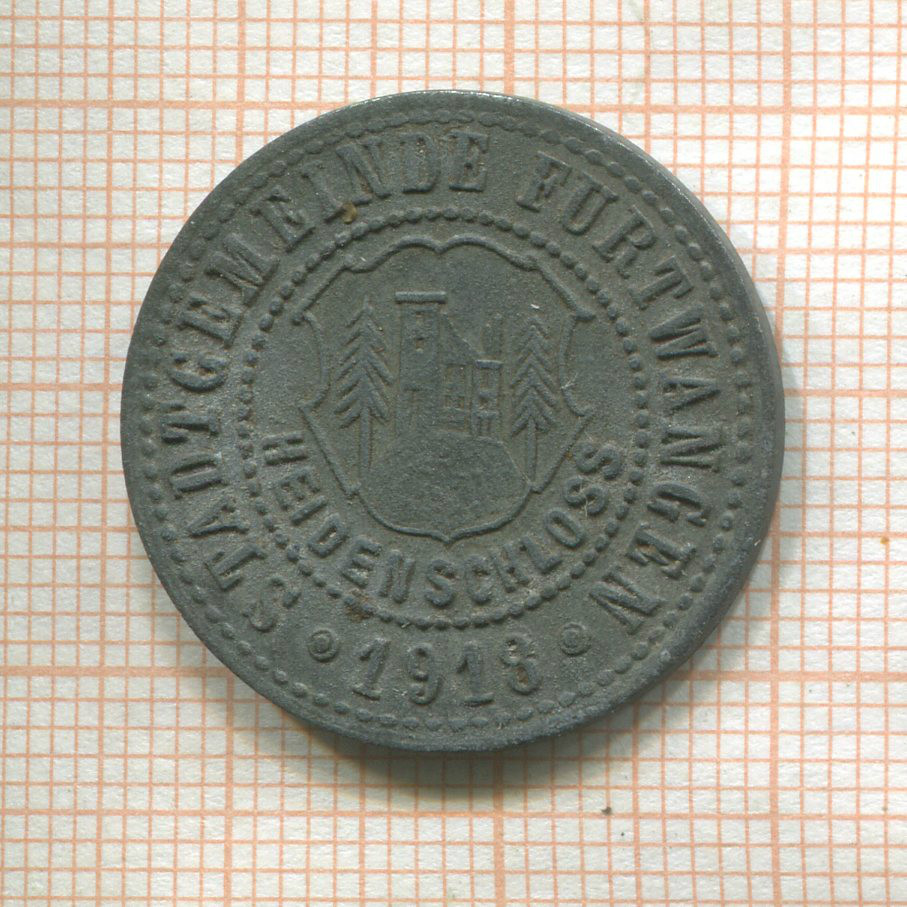 STADTGEMEINDE FURTWANGEN
HEIDENSCHLOSS
1918